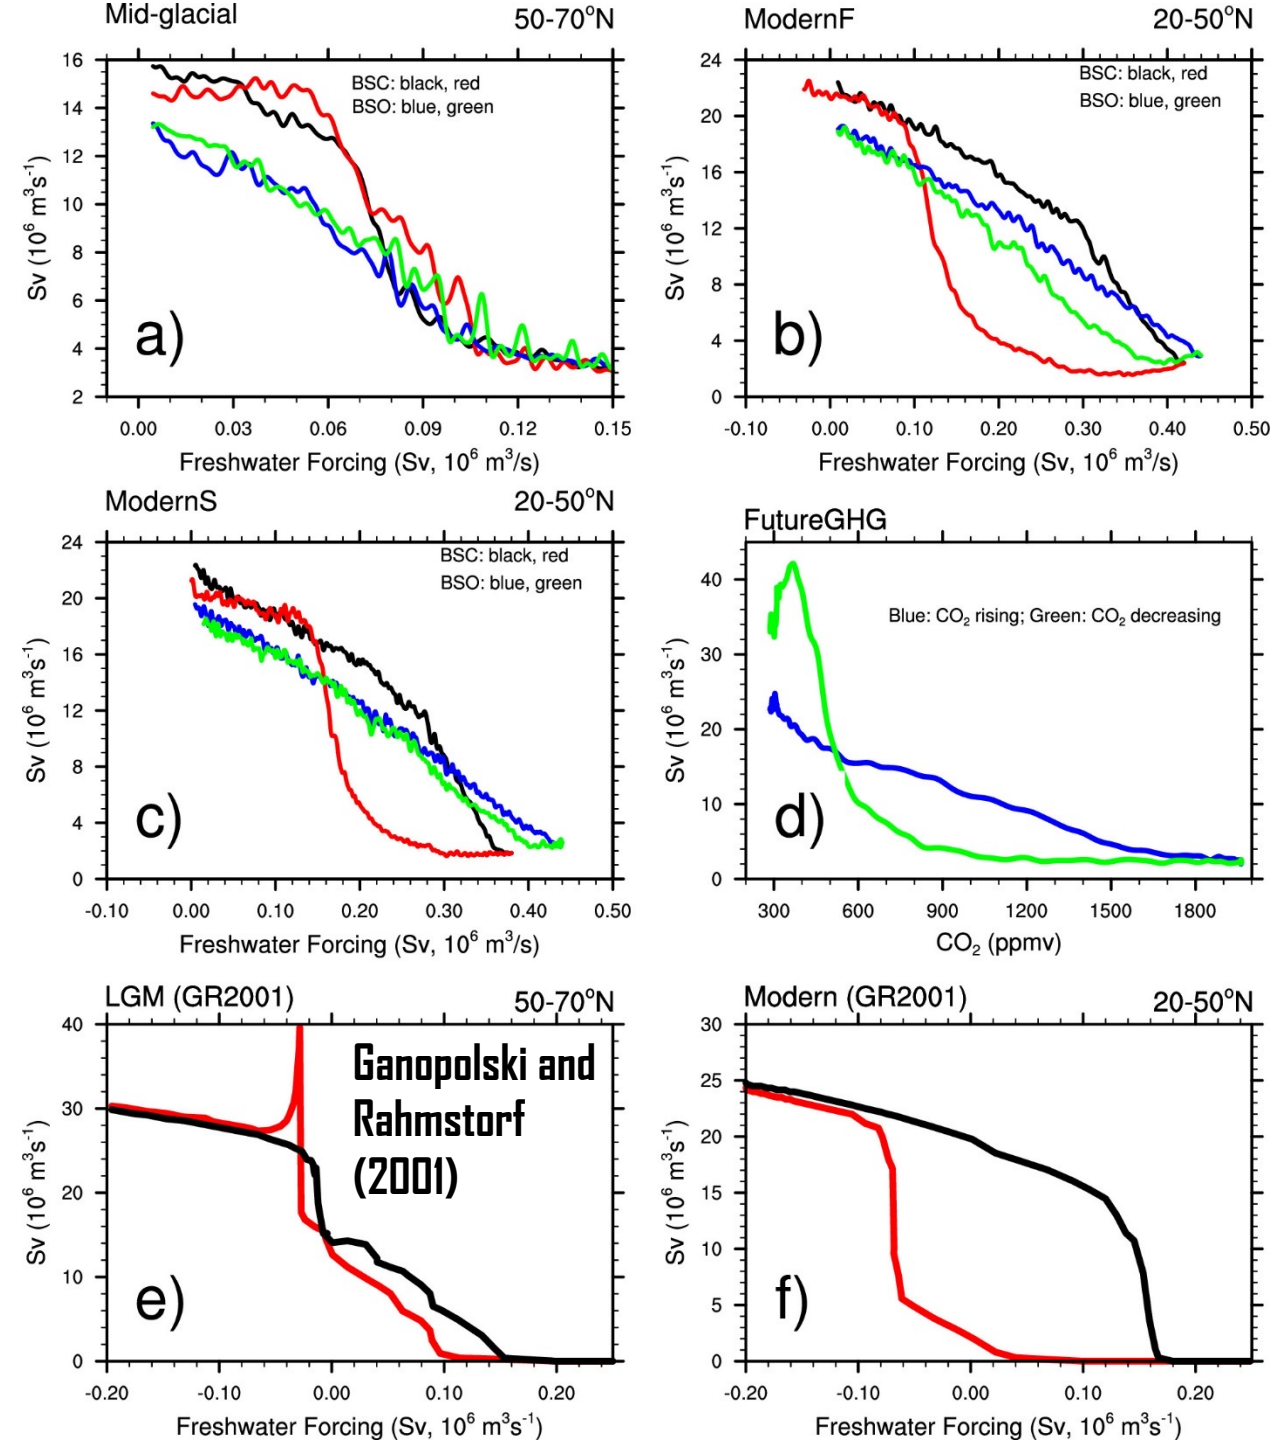 Mid-glacial 50-70°N
BSC: black, red
BSO: blue, green
16
14
12
10
8
6
4
2
Sv (10⁶ m³s⁻¹)
a)
0.00 0.03 0.06 0.09 0.12 0.15
Freshwater Forcing (Sv, 10⁶ m³/s)
ModernF 20-50°N
BSC: black, red
BSO: blue, green
24
20
16
12
8
4
0
Sv (10⁶ m³s⁻¹)
b)
-0.10 0.00 0.10 0.20 0.30 0.40 0.50
Freshwater Forcing (Sv, 10⁶ m³/s)
ModernS 20-50°N
BSC: black, red
BSO: blue, green
24
20
16
12
8
4
0
Sv (10⁶ m³s⁻¹)
c)
-0.10 0.00 0.10 0.20 0.30 0.40 0.50
Freshwater Forcing (Sv, 10⁶ m³/s)
FutureGHG
Blue: CO₂ rising; Green: CO₂ decreasing
40
30
20
10
0
Sv (10⁶ m³s⁻¹)
d)
300 600 900 1200 1500 1800
CO₂ (ppmv)
LGM (GR2001) 50-70°N
Ganopolski and
Rahmstorf
(2001)
40
30
20
10
0
Sv (10⁶ m³s⁻¹)
e)
-0.20 -0.10 0.00 0.10 0.20
Freshwater Forcing (Sv, 10⁶ m³s⁻¹)
Modern (GR2001) 20-50°N
30
25
20
15
10
5
0
Sv (10⁶ m³s⁻¹)
f)
-0.20 -0.10 0.00 0.10 0.20
Freshwater Forcing (Sv, 10⁶ m³s⁻¹)